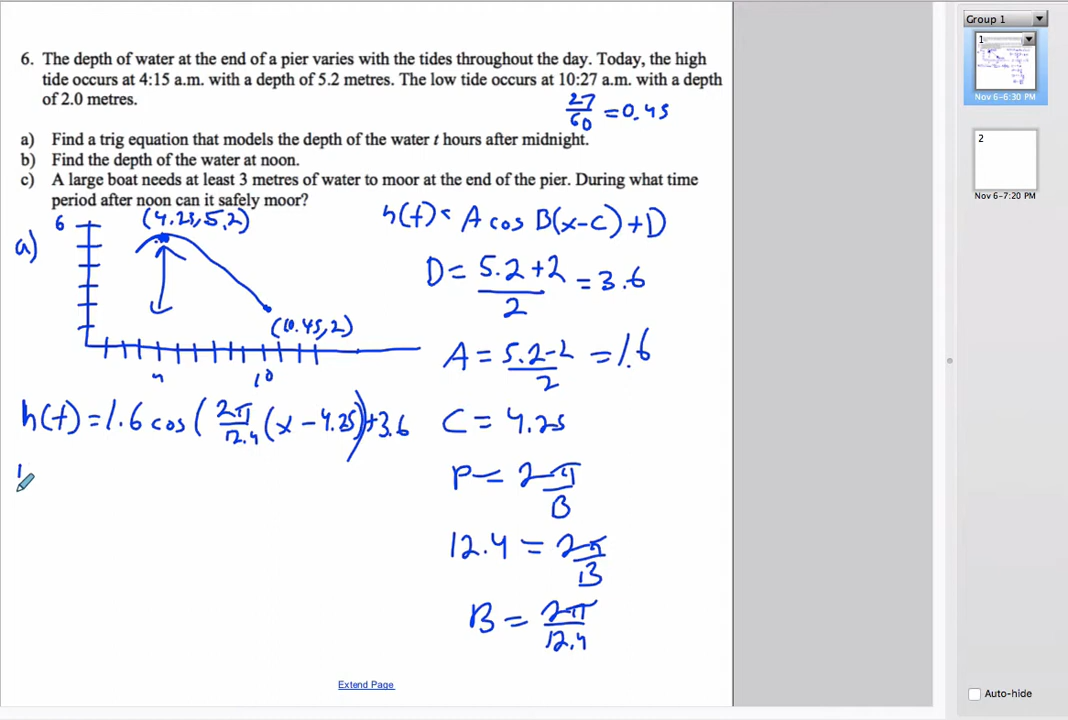 6. The depth of water at the end of a pier varies with the tides throughout the day. Today, the high
tide occurs at 4:15 a.m. with a depth of 5.2 metres. The low tide occurs at 10:27 a.m. with a depth
of 2.0 metres.
27/60 = 0.45
a) Find a trig equation that models the depth of the water t hours after midnight.
b) Find the depth of the water at noon.
c) A large boat needs at least 3 metres of water to moor at the end of the pier. During what time
period after noon can it safely moor?
a)
6
(4.25,5.2)
(10.45,2)
4
10
h(t) = A cos B(x-C)+D
D = 5.2+2/2 = 3.6
A = 5.2-2/2 = 1.6
h(t) = 1.6 cos(2π/12.4(x-4.25))+3.6
C = 4.25
P = 2π/B
12.4 = 2π/B
B = 2π/12.4
Extend Page
Group 1
1
Nov 6-6:30 PM
2
Nov 6-7:20 PM
Auto-hide